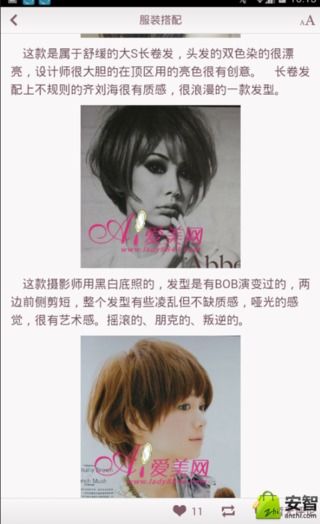 服装搭配
AA
这款是属于舒缓的大S长卷发，头发的双色染的很漂
亮，设计师很大胆的在顶区用的亮色很有创意。 长卷发
配上不规则的齐刘海很有质感，很浪漫的一款发型。
Ai爱美网
Abbe
这款摄影师用黑白底照的，发型是有BOB演变过的，两
边前侧剪短，整个发型有些凌乱但不缺质感，哑光的感
觉，很有艺术感。摇滚的、朋克的、叛逆的。
Ai爱美网
11
安智
anzhi.com